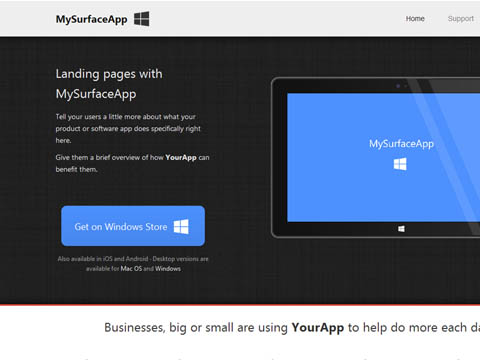 MySurfaceApp
Home
Support
Landing pages with
MySurfaceApp
Tell your users a little more about what your
product or software app does specifically right
here.
Give them a brief overview of how YourApp can
benefit them.
MySurfaceApp
Get on Windows Store
Also available in iOS and Android - Desktop versions are
available for Mac OS and Windows
Businesses, big or small are using YourApp to help do more each da